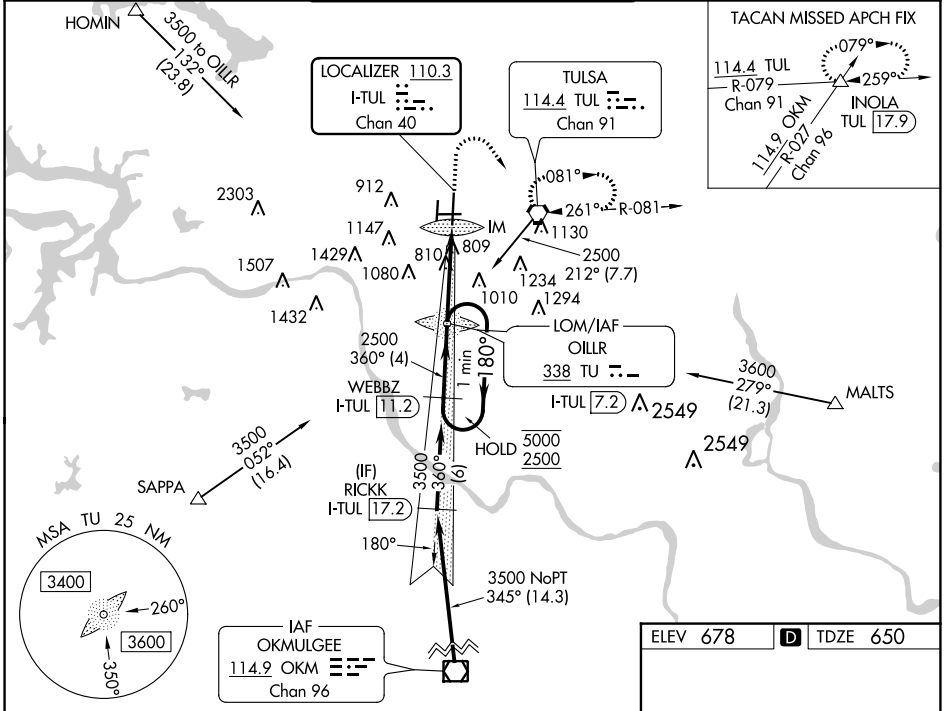 HOMIN
3500 to OILLR
132°
(23.8)
LOCALIZER 110.3
I-TUL
Chan 40
TULSA
114.4 TUL
Chan 91
TACAN MISSED APCH FIX
079°
114.4 TUL
R-079
Chan 91
259°
INOLA
TUL 17.9
114.9 OKM
R-027
Chan 96
2303
912
1147
1429
1080
1507
1432
810
809
IM
081°
261°
R-081
1130
2500
212° (7.7)
1234
1010
1294
2500
360° (4)
1 min
180°
LOM/IAF
OILLR
338 TU
I-TUL 7.2
WEBBZ
I-TUL 11.2
2549
2549
3600
279°
(21.3)
MALTS
HOLD
5000
2500
3500
052°
(16.4)
SAPPA
3500
360°
(6)
(IF)
RICKK
I-TUL 17.2
180°
3500 NoPT
345° (14.3)
MSA TU 25 NM
3400
260°
3600
350°
IAF
OKMULGEE
114.9 OKM
Chan 96
ELEV 678
D
TDZE 650